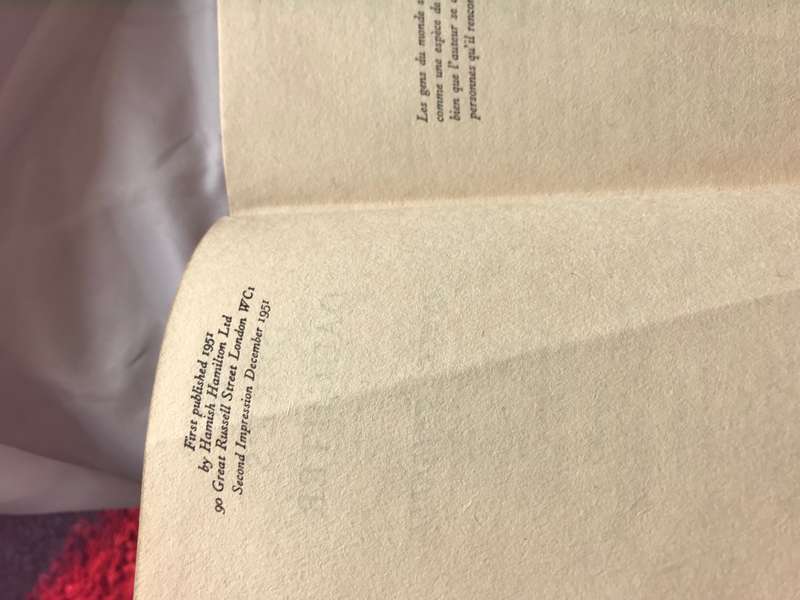 First published 1951
by Hamish Hamilton Ltd
90 Great Russell Street London WC1
Second Impression December 1951
Les gens du monde
comme une espèce de
bien que l'auteur se
personnes qu'il